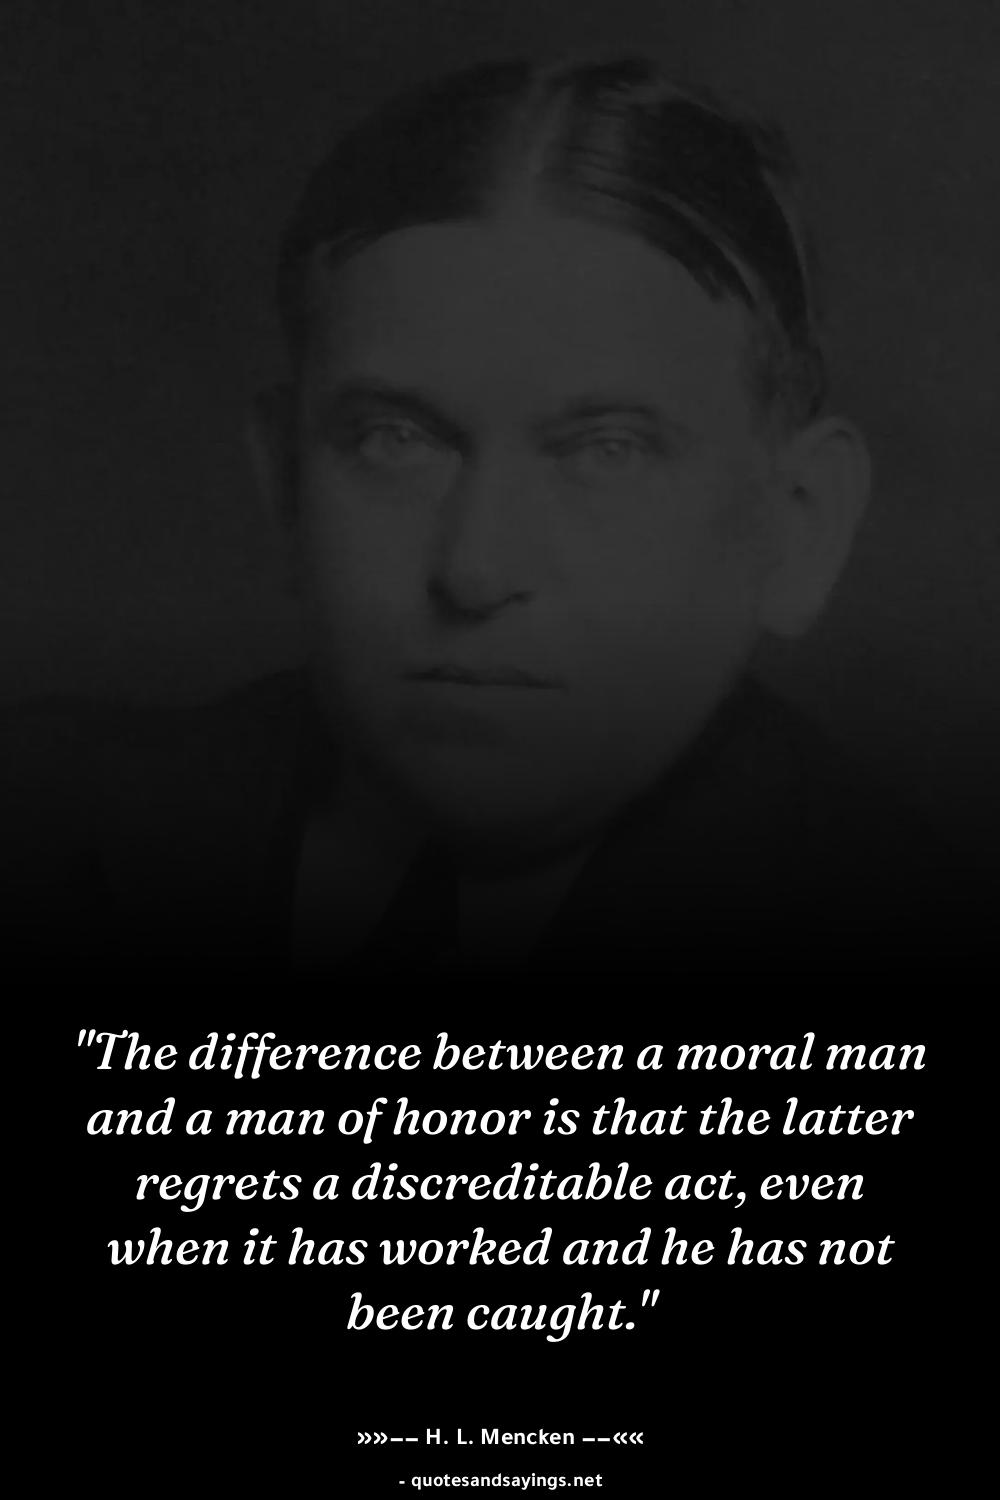 "The difference between a moral man
and a man of honor is that the latter
regrets a discreditable act, even
when it has worked and he has not
been caught."
»»–– H. L. Mencken ––««
- quotesandsayings.net